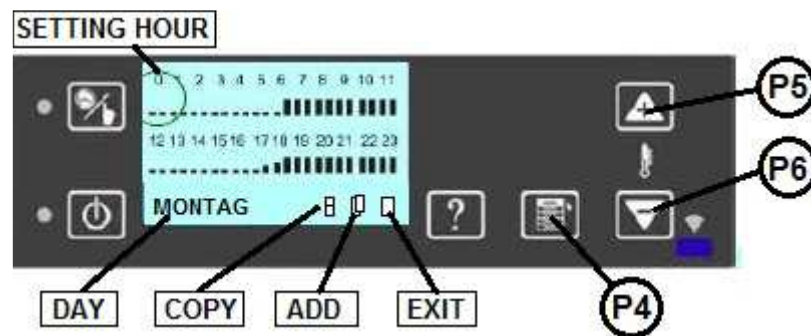 SETTING HOUR
0 1 2 3 4 5 6 7 8 9 10 11
P5
12 13 14 15 16 17 18 19 20 21 22 23
P6
MONTAG
?
DAY COPY ADD EXIT P4